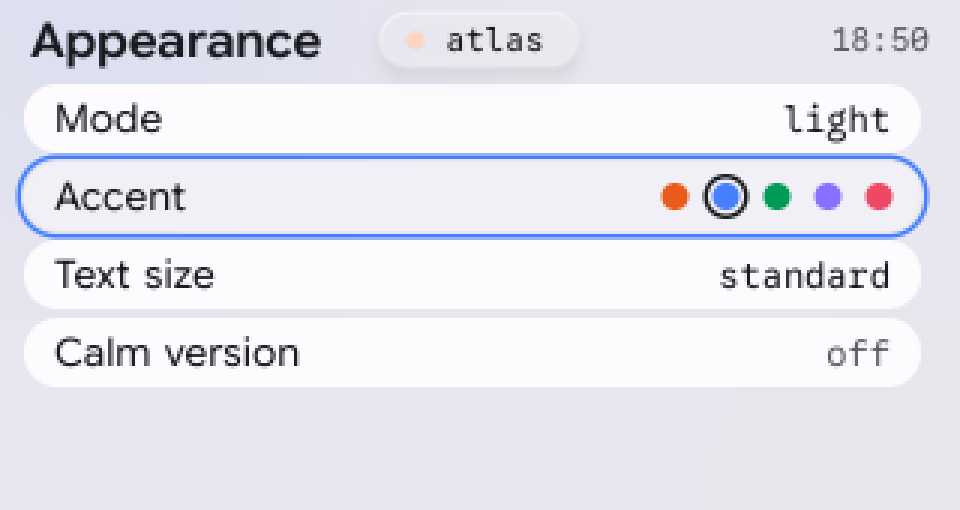 Appearance atlas 18:50
Mode light
Accent
Text size standard
Calm version off